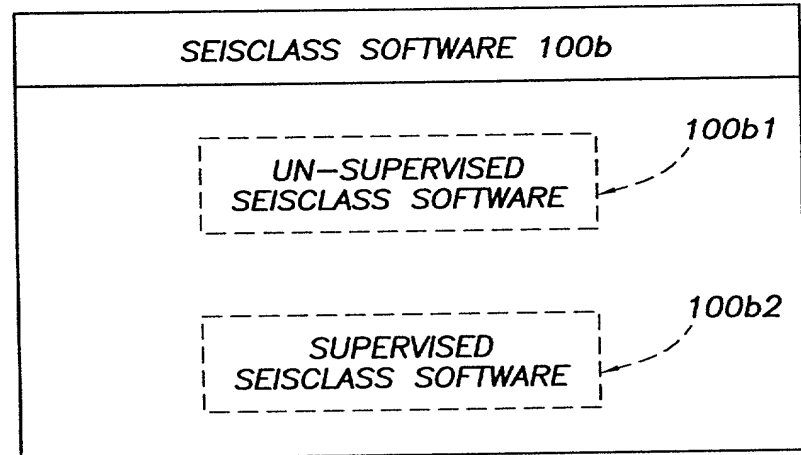 SEISCLASS SOFTWARE 100b
100b1
UN-SUPERVISED
SEISCLASS SOFTWARE
100b2
SUPERVISED
SEISCLASS SOFTWARE